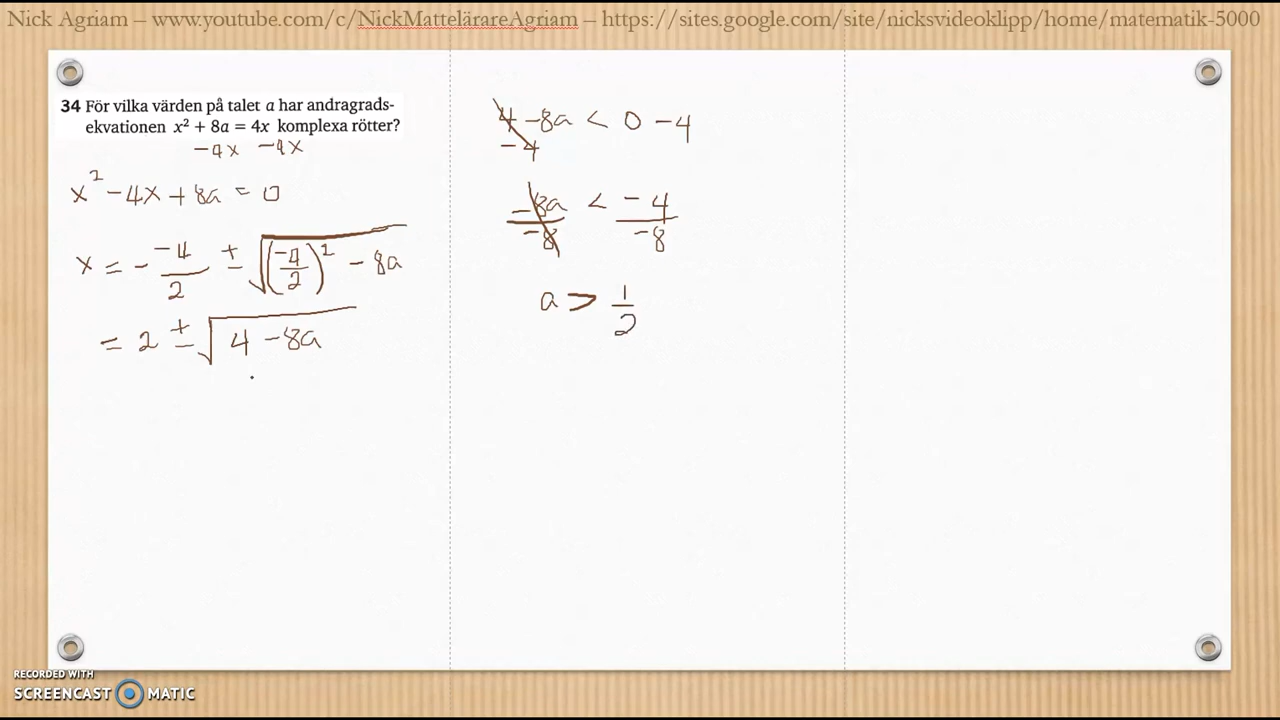 Nick Agriam – www.youtube.com/c/NickMattelärareAgriam – https://sites.google.com/site/nicksvideoklipp/home/matematik-5000
34 För vilka värden på talet a har andragrads-
ekvationen x² + 8a = 4x komplexa rötter?
-4x -4x
x² - 4x + 8a = 0
x = - -4/2 ± √((-4/2)² - 8a)
= 2 ± √(4 - 8a)
4 - 8a < 0 - 4
-4
-8a/-8 < -4/-8
a > 1/2
RECORDED WITH
SCREENCAST MATIC